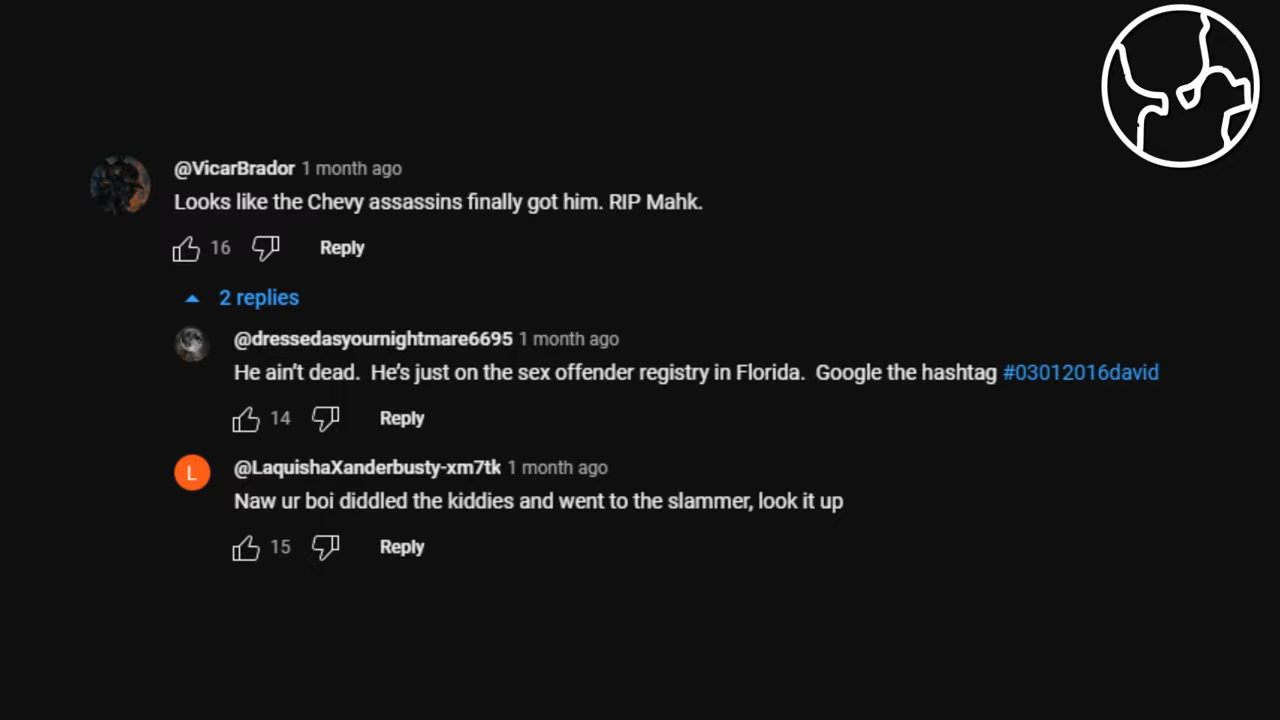 @VicarBrador 1 month ago
Looks like the Chevy assassins finally got him. RIP Mahk.
16 Reply
2 replies
@dressedasyournightmare6695 1 month ago
He ain't dead. He's just on the sex offender registry in Florida. Google the hashtag #03012016david
14 Reply
L
@LaquishaXanderbusty-xm7tk 1 month ago
Naw ur boi diddled the kiddies and went to the slammer, look it up
15 Reply